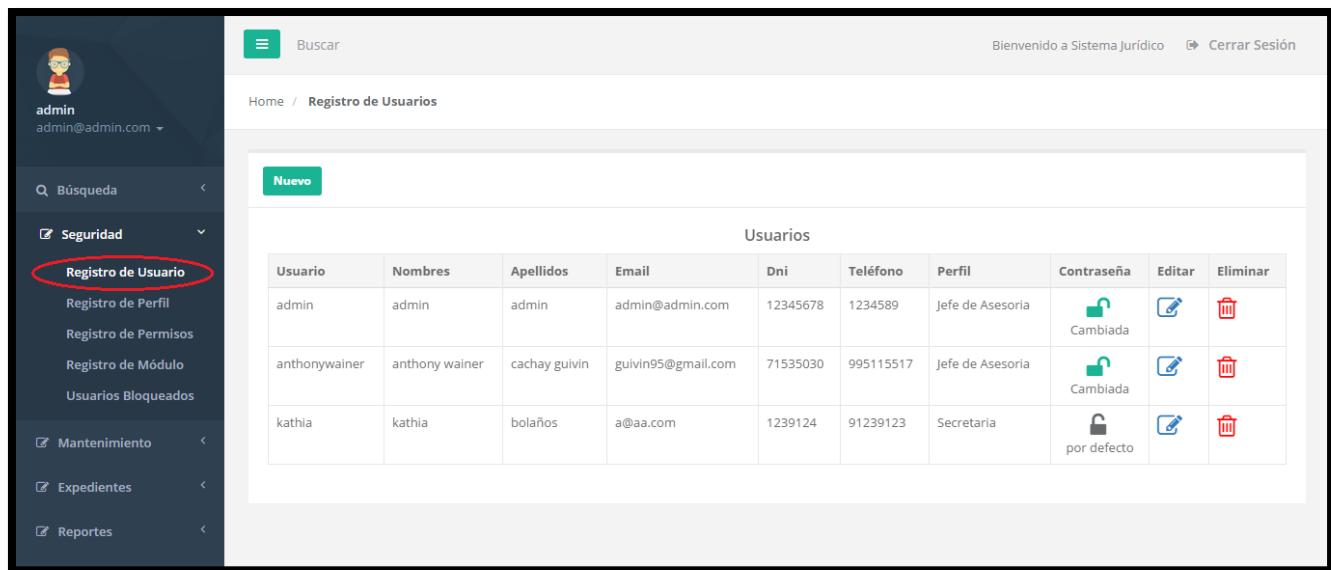 admin
admin@admin.com
Búsqueda
Seguridad
Registro de Usuario
Registro de Perfil
Registro de Permisos
Registro de Módulo
Usuarios Bloqueados
Mantenimiento
Expedientes
Reportes
Buscar Bienvenido a Sistema Jurídico Cerrar Sesión
Home / Registro de Usuarios
Nuevo
Usuarios
Usuario Nombres Apellidos Email Dni Teléfono Perfil Contraseña Editar Eliminar
admin admin admin admin@admin.com 12345678 1234589 Jefe de Asesoria
Cambiada
anthonywainer anthony wainer cachay guivin guivin95@gmail.com 71535030 995115517 Jefe de Asesoria
Cambiada
kathia kathia bolaños a@aa.com 1239124 91239123 Secretaria
por defecto